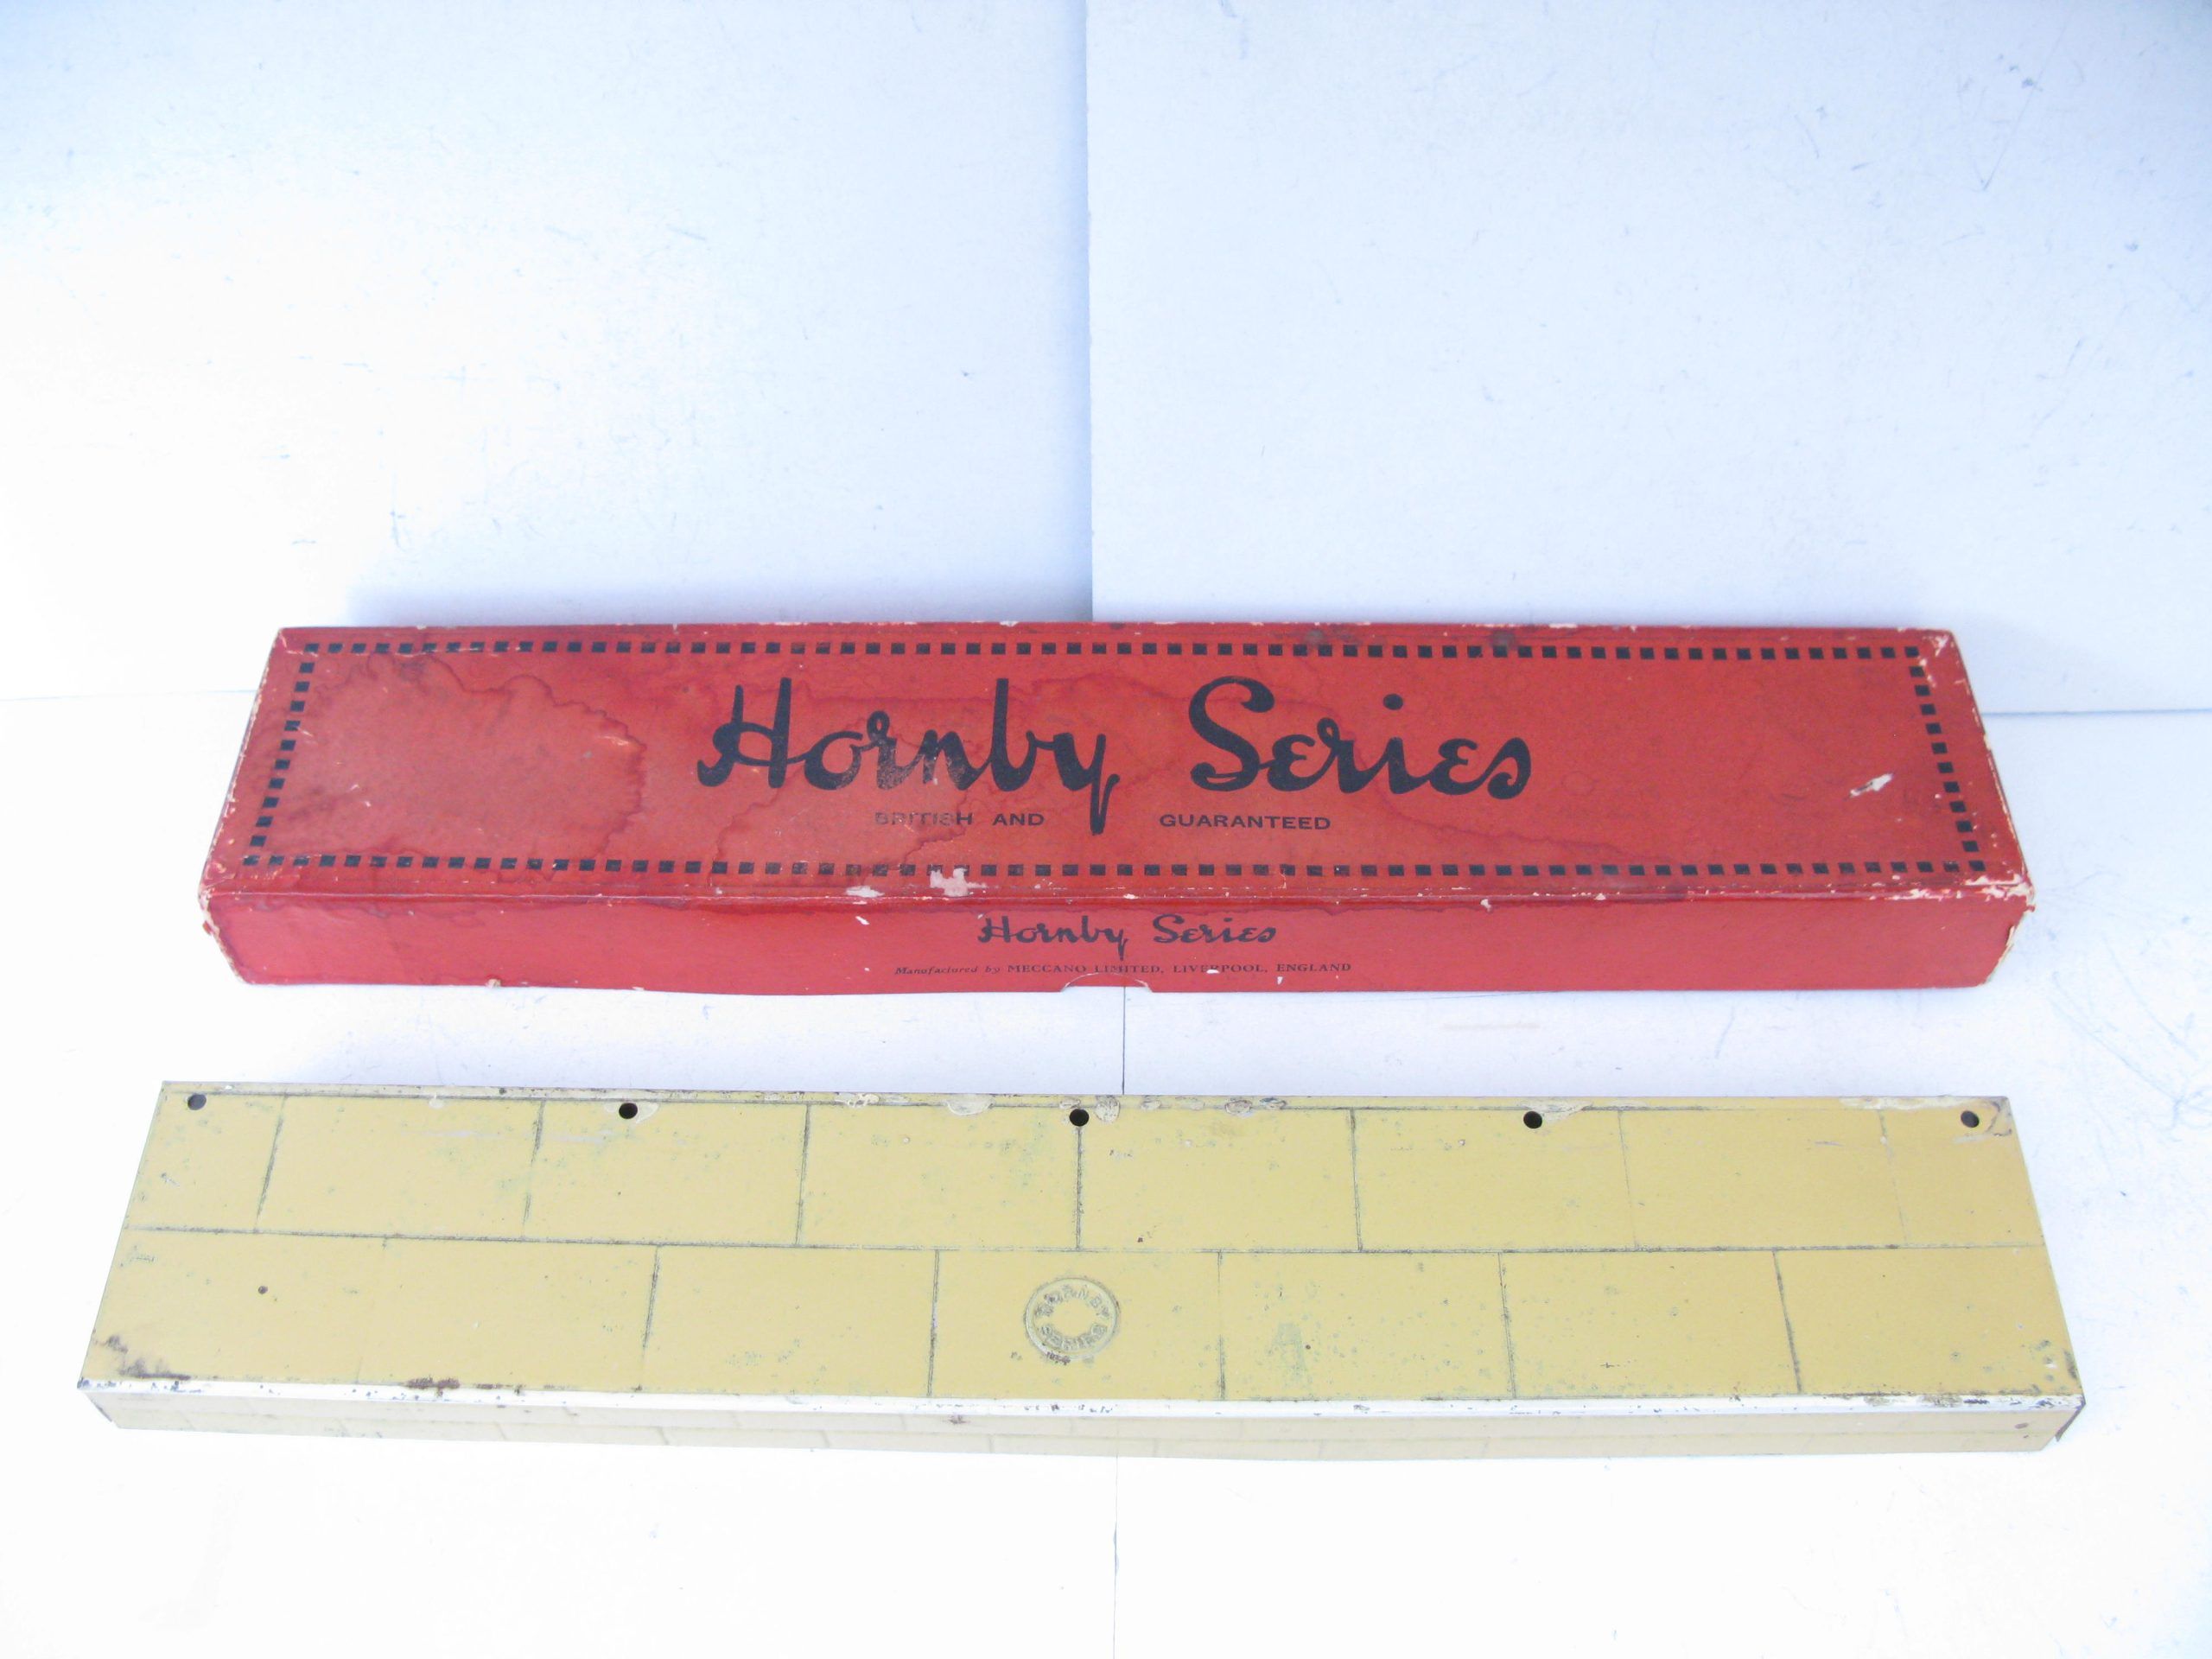 Hornby Series
BRITISH AND GUARANTEED
Hornby Series
Manufactured by MECCANO LIMITED, LIVERPOOL, ENGLAND
HORNBY
SERIES